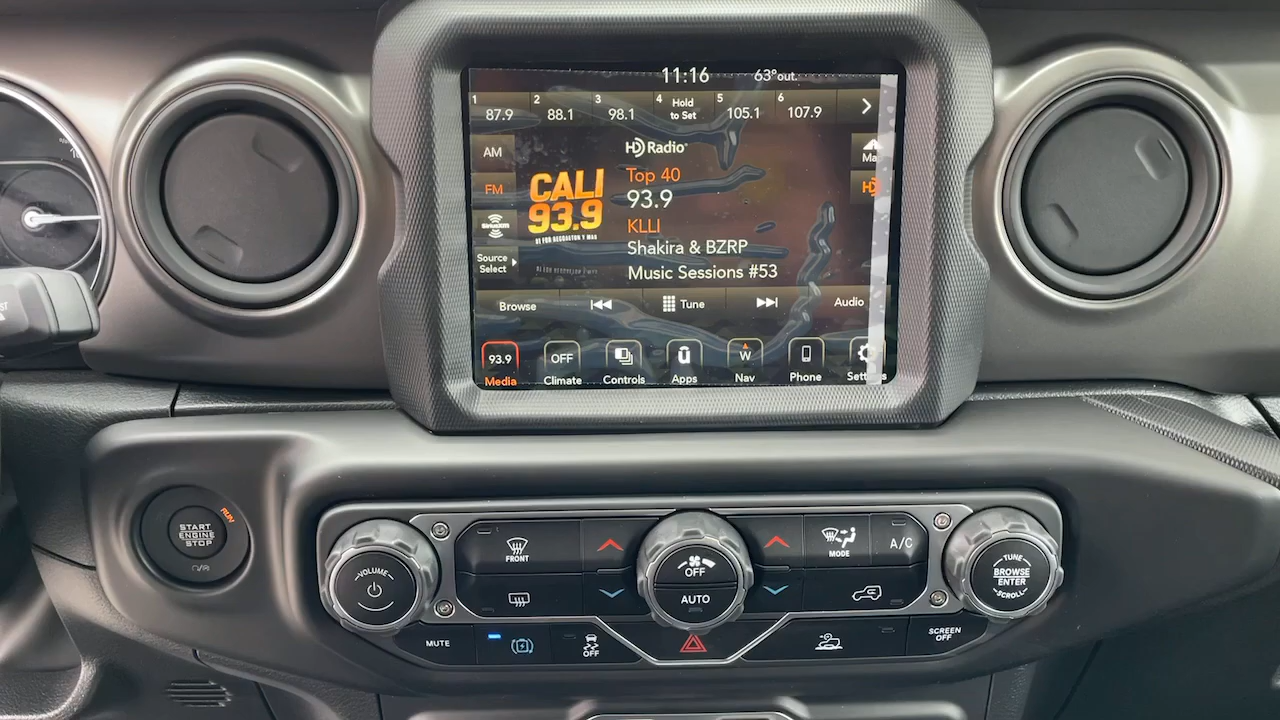 11:16 63°out.
1 87.9
2 88.1
3 98.1
4 Hold to Set
5 105.1
6 107.9
AM
FM
SiriusXM
Source
Select
CALI
93.9
HD Radio
Top 40
93.9
KLLI
Shakira & BZRP
Music Sessions #53
Ma
HD
Browse
Tune
Audio
93.9
Media
OFF
Climate
Controls
Apps
W
Nav
Phone
START
ENGINE
STOP
RUN
VOLUME
FRONT
OFF
AUTO
MODE
A/C
TUNE
BROWSE
ENTER
SCROLL
MUTE
OFF
SCREEN
OFF